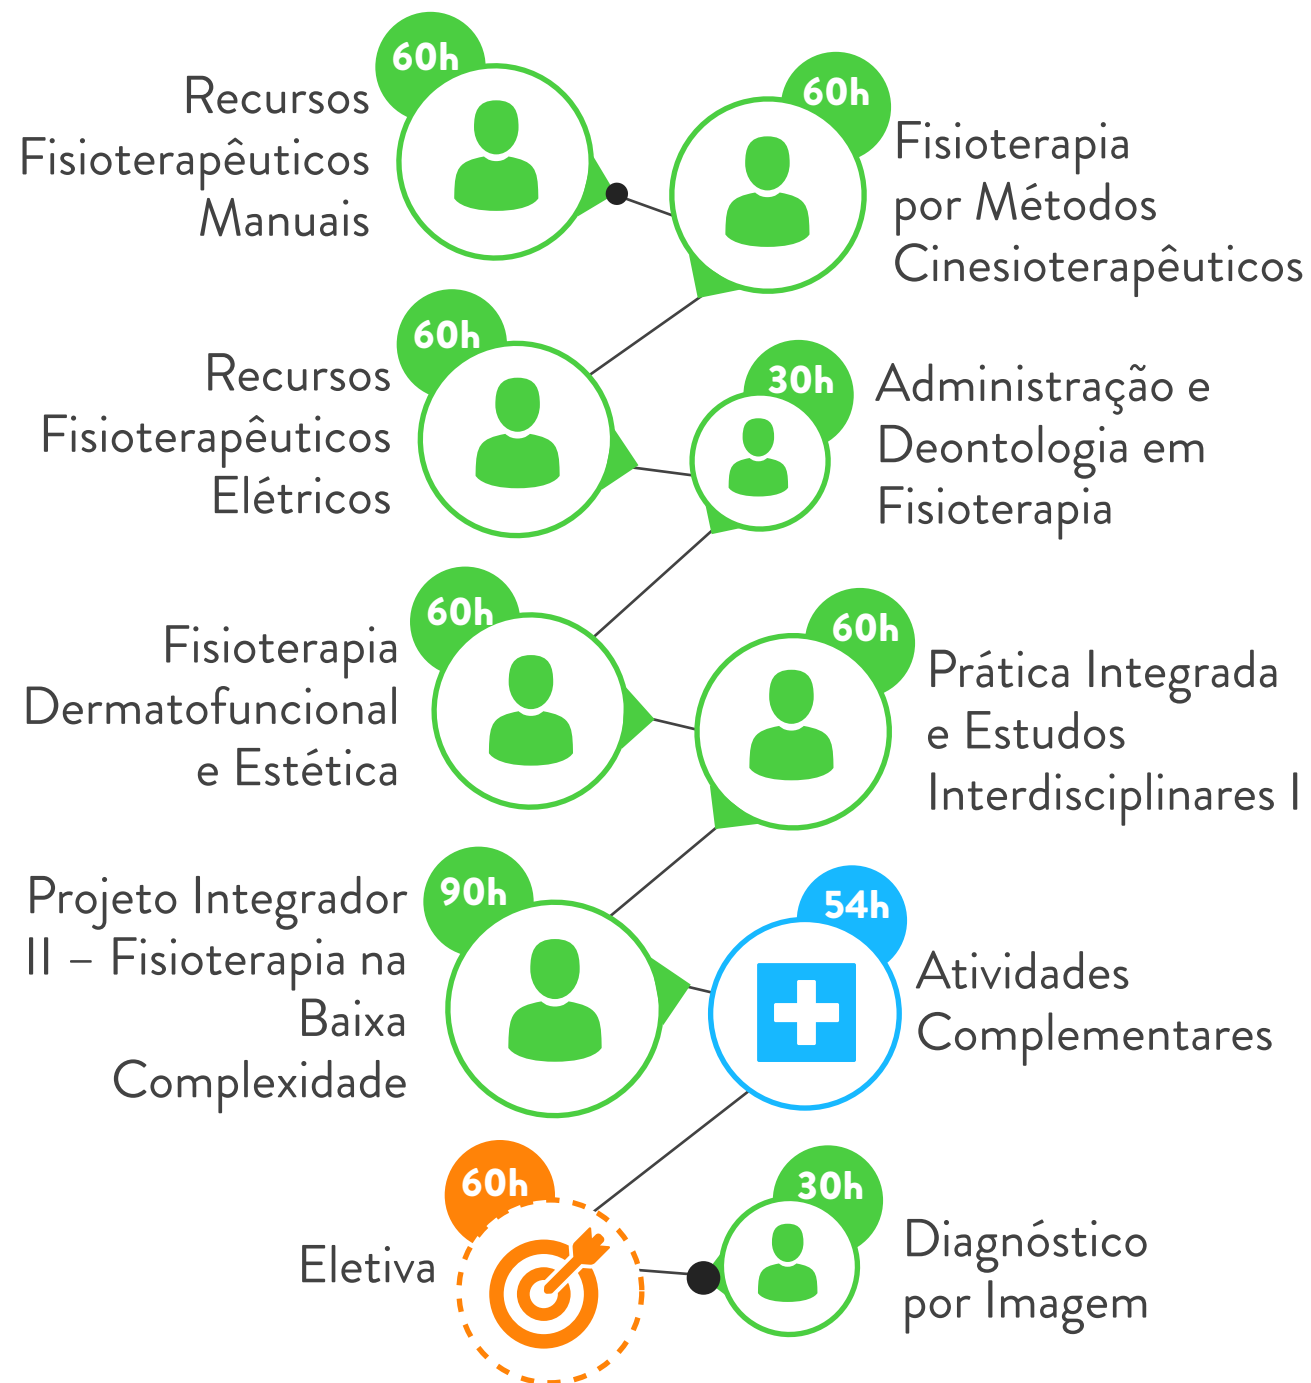 60h
Recursos
Fisioterapêuticos
Manuais
60h
Fisioterapia
por Métodos
Cinesioterapêuticos
60h
Recursos
Fisioterapêuticos
Elétricos
30h
Administração e
Deontologia em
Fisioterapia
60h
Fisioterapia
Dermatofuncional
e Estética
60h
Prática Integrada
e Estudos
Interdisciplinares I
90h
Projeto Integrador
II – Fisioterapia na
Baixa
Complexidade
54h
Atividades
Complementares
60h
Eletiva
30h
Diagnóstico
por Imagem